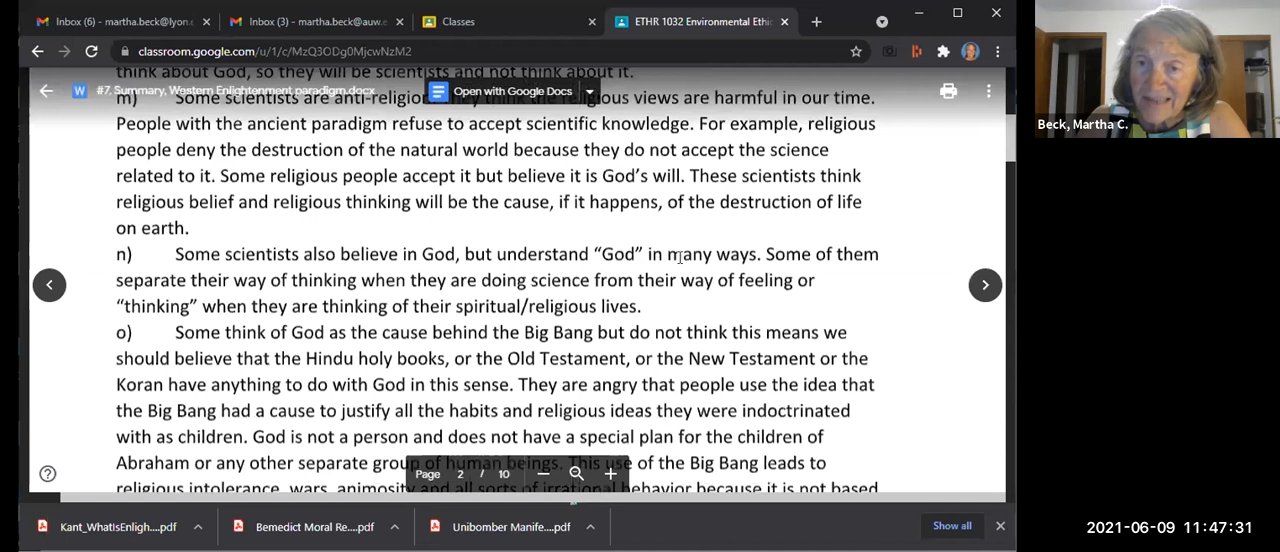 Inbox (6) - martha.beck@lyon.c
Inbox (3) - martha.beck@auw.e
Classes
ETHR 1032 Environmental Ethic
classroom.google.com/u/1/c/MzQ3ODg0MjcwNzM2
think about God, so they will be scientists and not think about it.
#7, Summary, Western Enlightenment paradigm.docx
Open with Google Docs
m) Some scientists are anti-religion. They think the religious views are harmful in our time.
People with the ancient paradigm refuse to accept scientific knowledge. For example, religious
people deny the destruction of the natural world because they do not accept the science
related to it. Some religious people accept it but believe it is God's will. These scientists think
religious belief and religious thinking will be the cause, if it happens, of the destruction of life
on earth.
n) Some scientists also believe in God, but understand “God” in many ways. Some of them
separate their way of thinking when they are doing science from their way of feeling or
“thinking” when they are thinking of their spiritual/religious lives.
o) Some think of God as the cause behind the Big Bang but do not think this means we
should believe that the Hindu holy books, or the Old Testament, or the New Testament or the
Koran have anything to do with God in this sense. They are angry that people use the idea that
the Big Bang had a cause to justify all the habits and religious ideas they were indoctrinated
with as children. God is not a person and does not have a special plan for the children of
Abraham or any other separate group of human beings. This use of the Big Bang leads to
religious intolerance, wars, animosity and all sorts of irrational behavior because it is not based
Page 2 / 10
Kant_WhatIsEnligh....pdf
Bemedict Moral Re....pdf
Unibomber Manife....pdf
Show all
Beck, Martha C.
2021-06-09 11:47:31